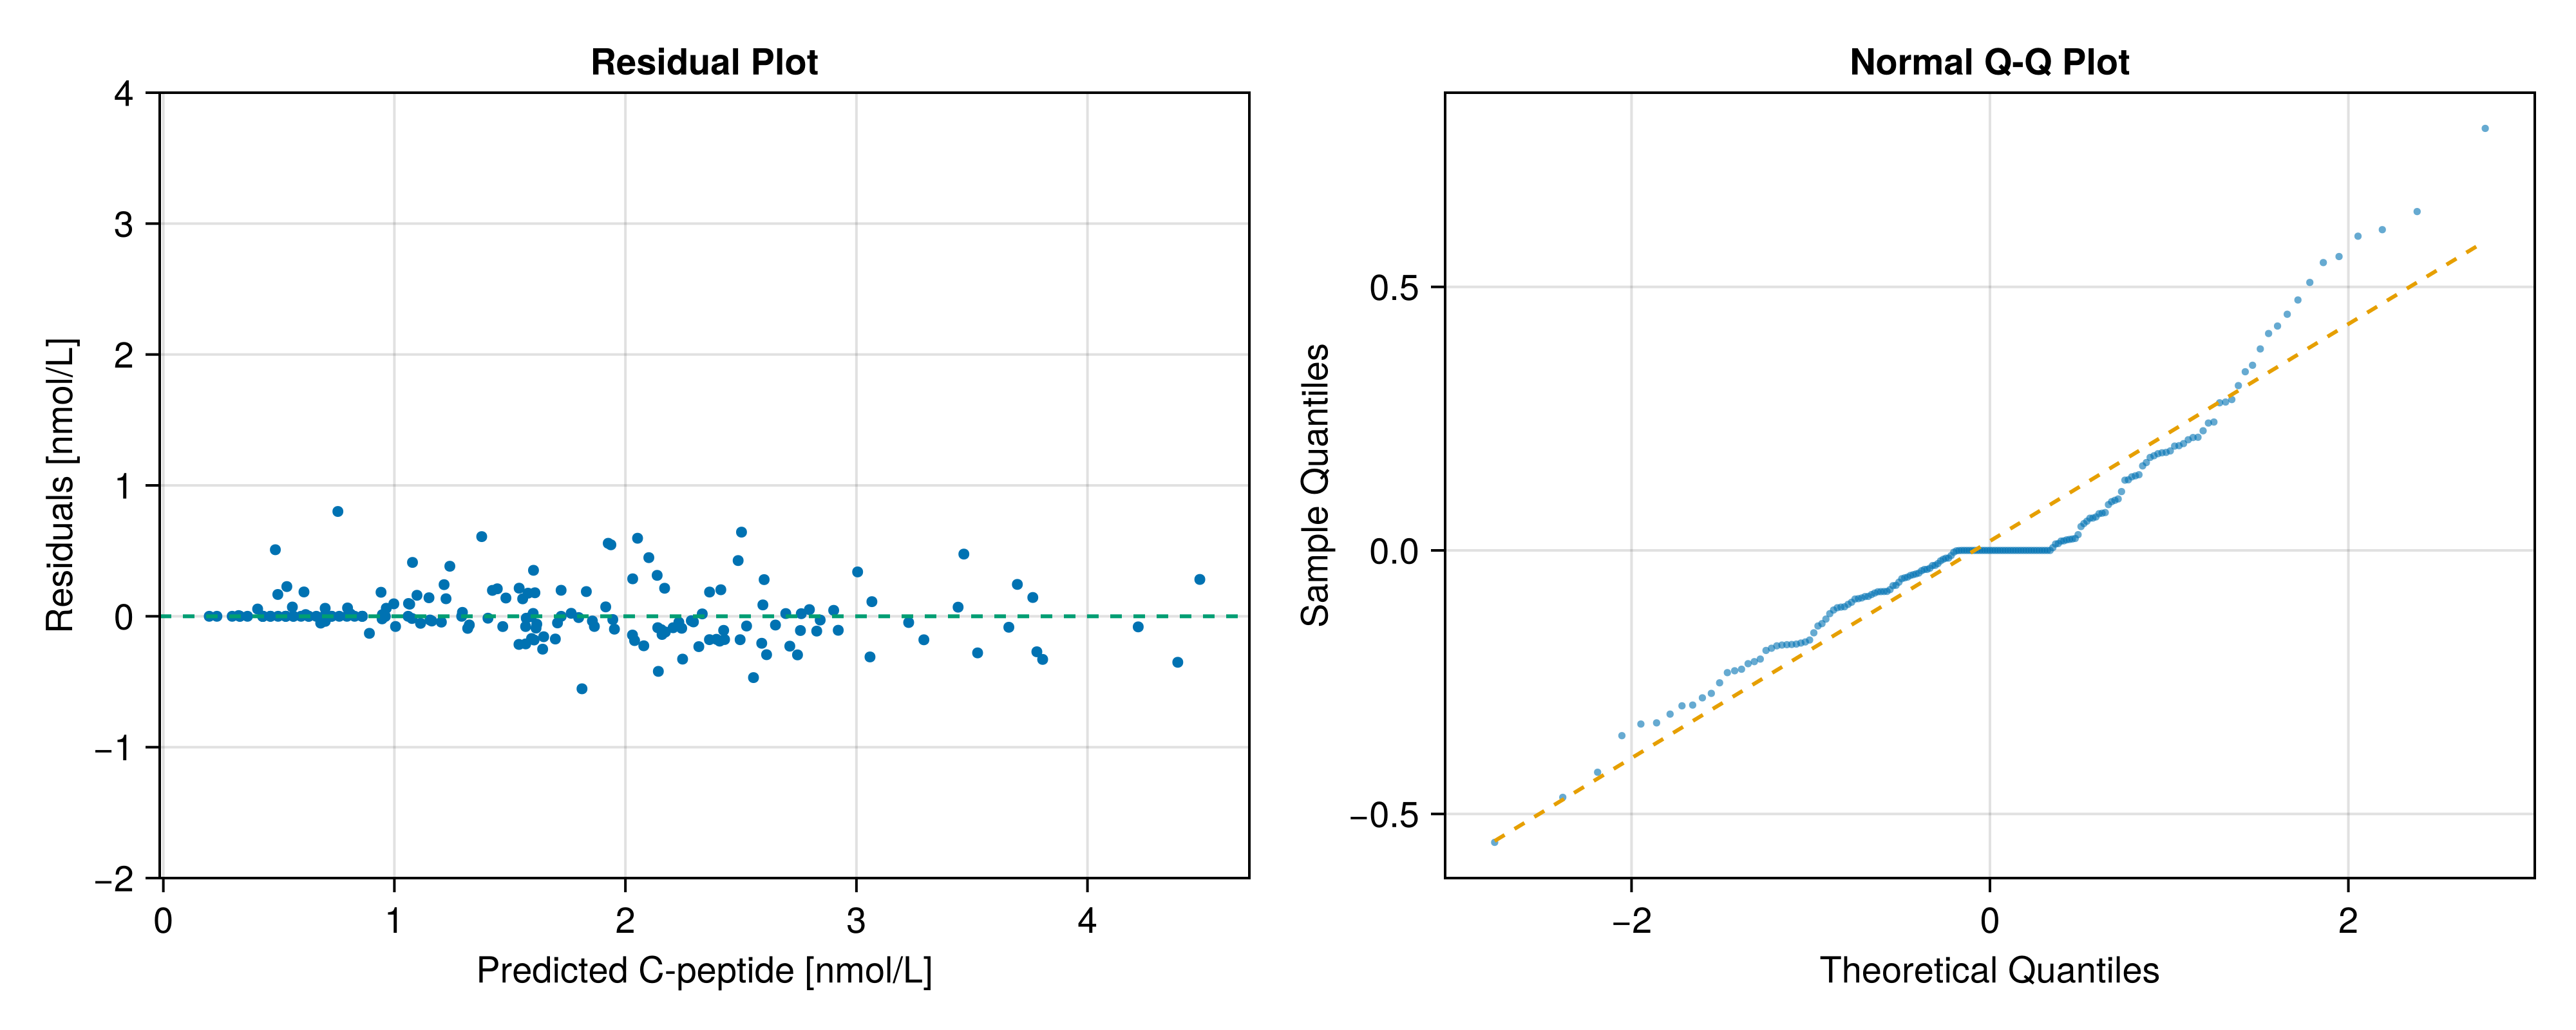 Residual Plot
4
3
2
1
0
−1
−2
Residuals [nmol/L]
0 1 2 3 4
Predicted C-peptide [nmol/L]
Normal Q-Q Plot
0.5
0.0
−0.5
Sample Quantiles
−2 0 2
Theoretical Quantiles